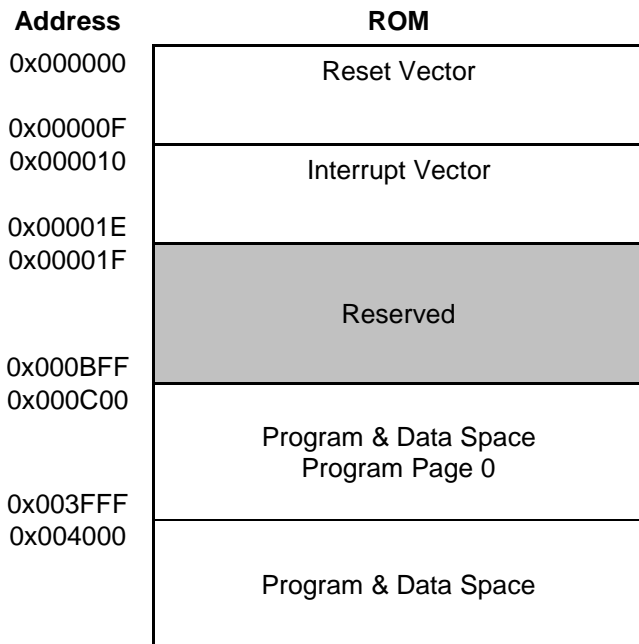 Address ROM
0x000000
Reset Vector
0x00000F
0x000010
Interrupt Vector
0x00001E
0x00001F
Reserved
0x000BFF
0x000C00
Program & Data Space
Program Page 0
0x003FFF
0x004000
Program & Data Space